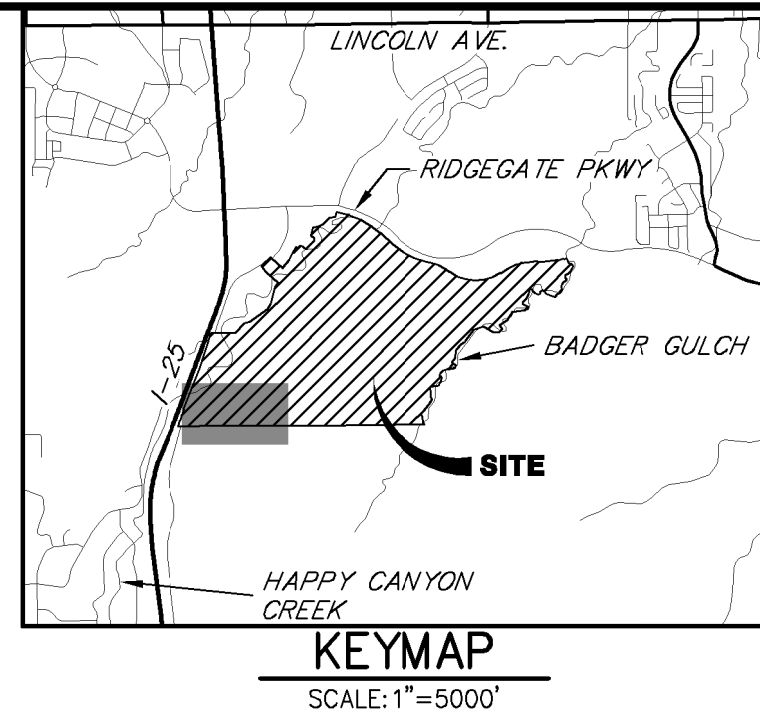 LINCOLN AVE.
RIDGEGATE PKWY
BADGER GULCH
I-25
SITE
HAPPY CANYON
CREEK
KEYMAP
SCALE: 1"=5000'